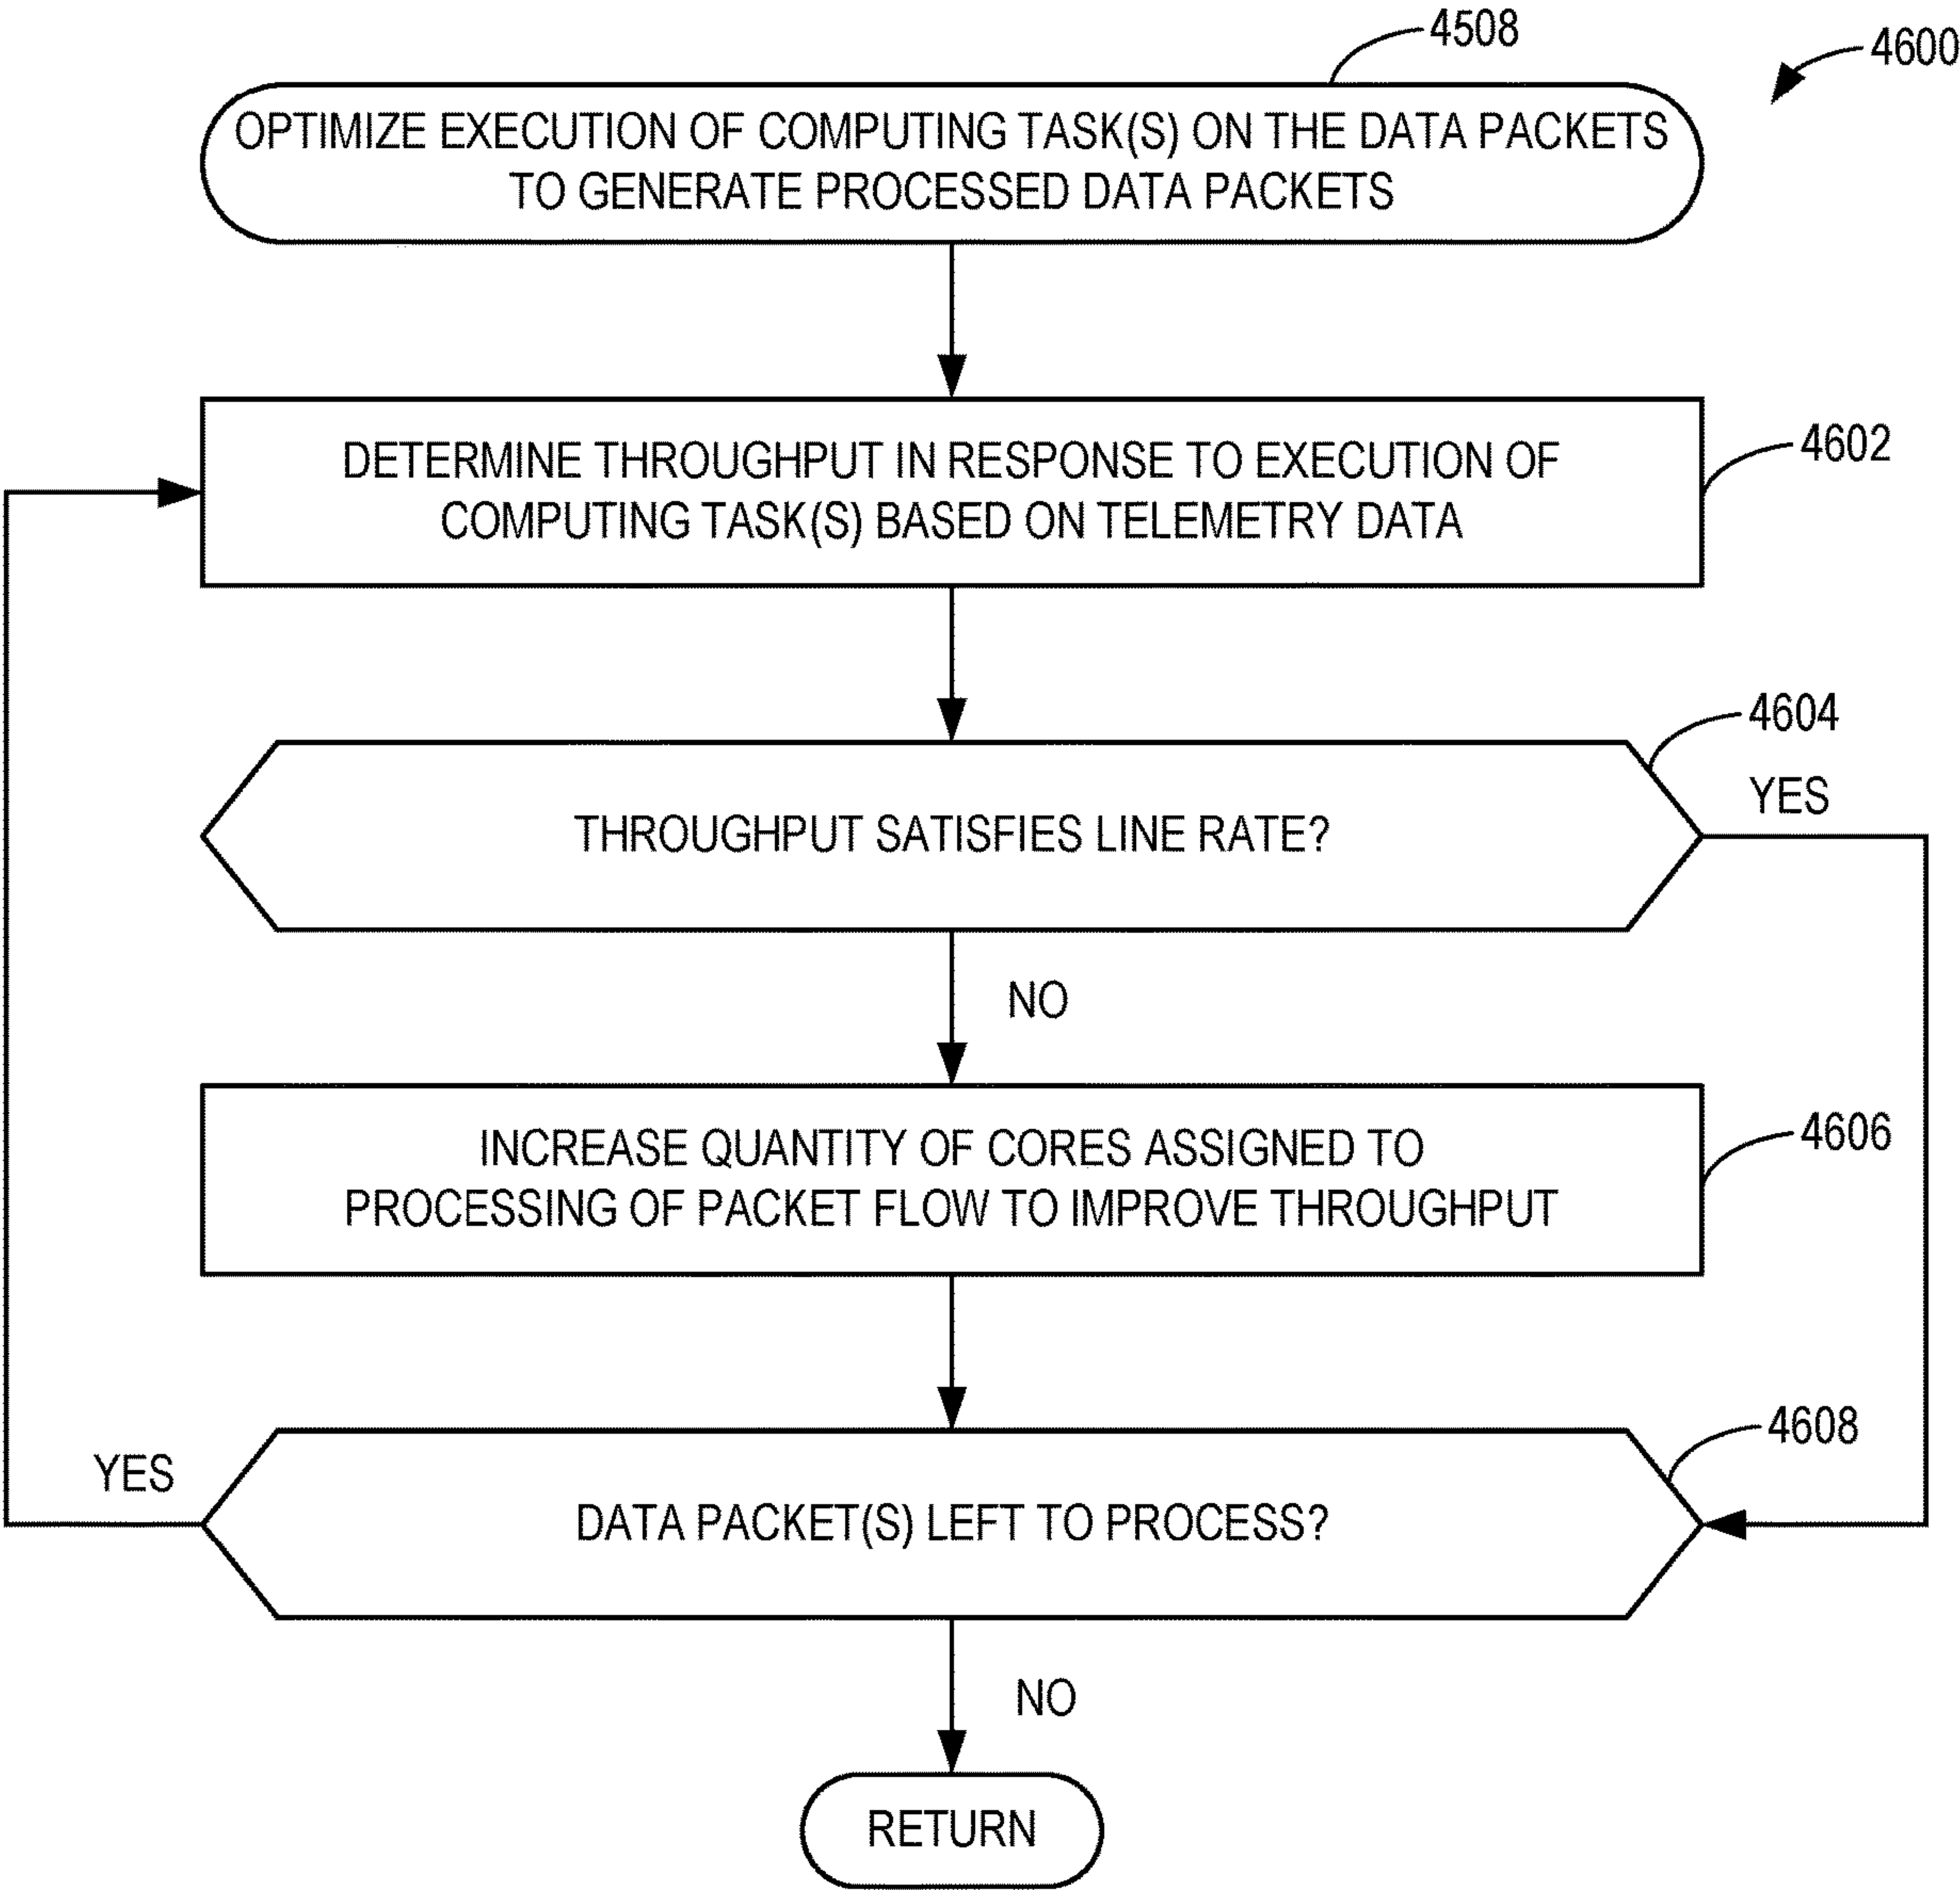 4508
4600
OPTIMIZE EXECUTION OF COMPUTING TASK(S) ON THE DATA PACKETS
TO GENERATE PROCESSED DATA PACKETS
DETERMINE THROUGHPUT IN RESPONSE TO EXECUTION OF
COMPUTING TASK(S) BASED ON TELEMETRY DATA
4602
4604
YES
THROUGHPUT SATISFIES LINE RATE?
NO
INCREASE QUANTITY OF CORES ASSIGNED TO
PROCESSING OF PACKET FLOW TO IMPROVE THROUGHPUT
4606
4608
YES
DATA PACKET(S) LEFT TO PROCESS?
NO
RETURN